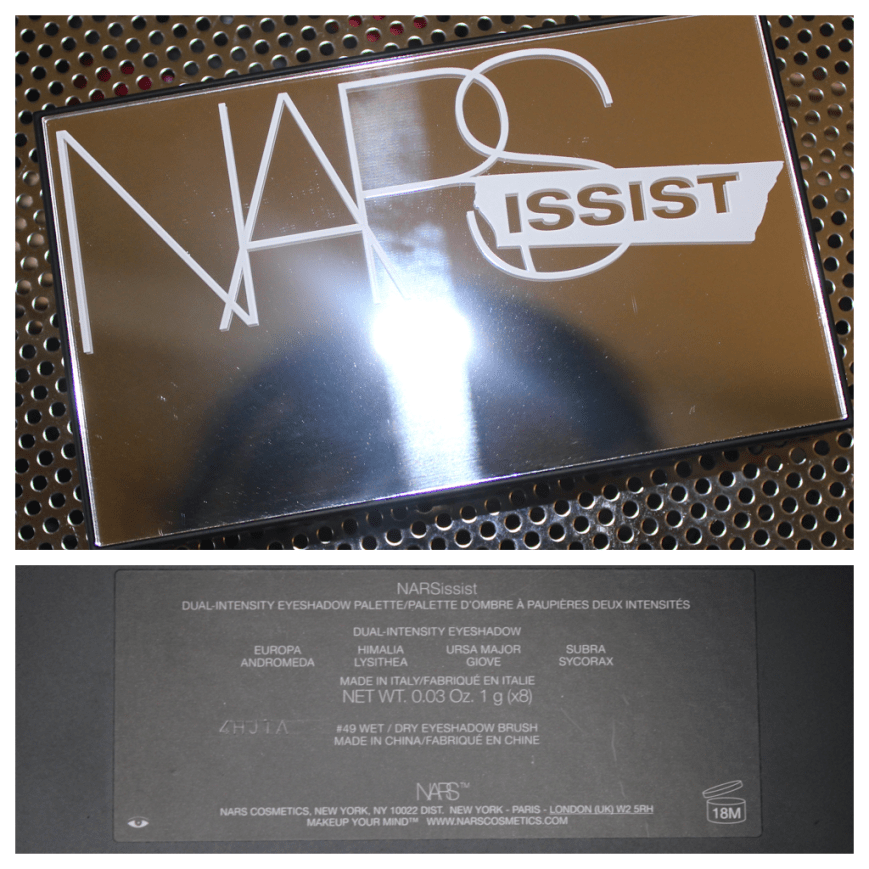 NARS
ISSIST
NARSissist
DUAL-INTENSITY EYESHADOW PALETTE/PALETTE D'OMBRE À PAUPIÈRES DEUX INTENSITÉS
DUAL-INTENSITY EYESHADOW
EUROPA HIMALIA URSA MAJOR SUBRA
ANDROMEDA LYSITHEA GIOVE SYCORAX
MADE IN ITALY/FABRIQUÉ EN ITALIE
NET WT. 0.03 Oz. 1 g (x8)
#49 WET / DRY EYESHADOW BRUSH
MADE IN CHINA/FABRIQUÉ EN CHINE
NARS™
NARS COSMETICS, NEW YORK, NY 10022 DIST. NEW YORK - PARIS - LONDON (UK) W2 5RH
MAKEUP YOUR MIND™ WWW.NARSCOSMETICS.COM
18M